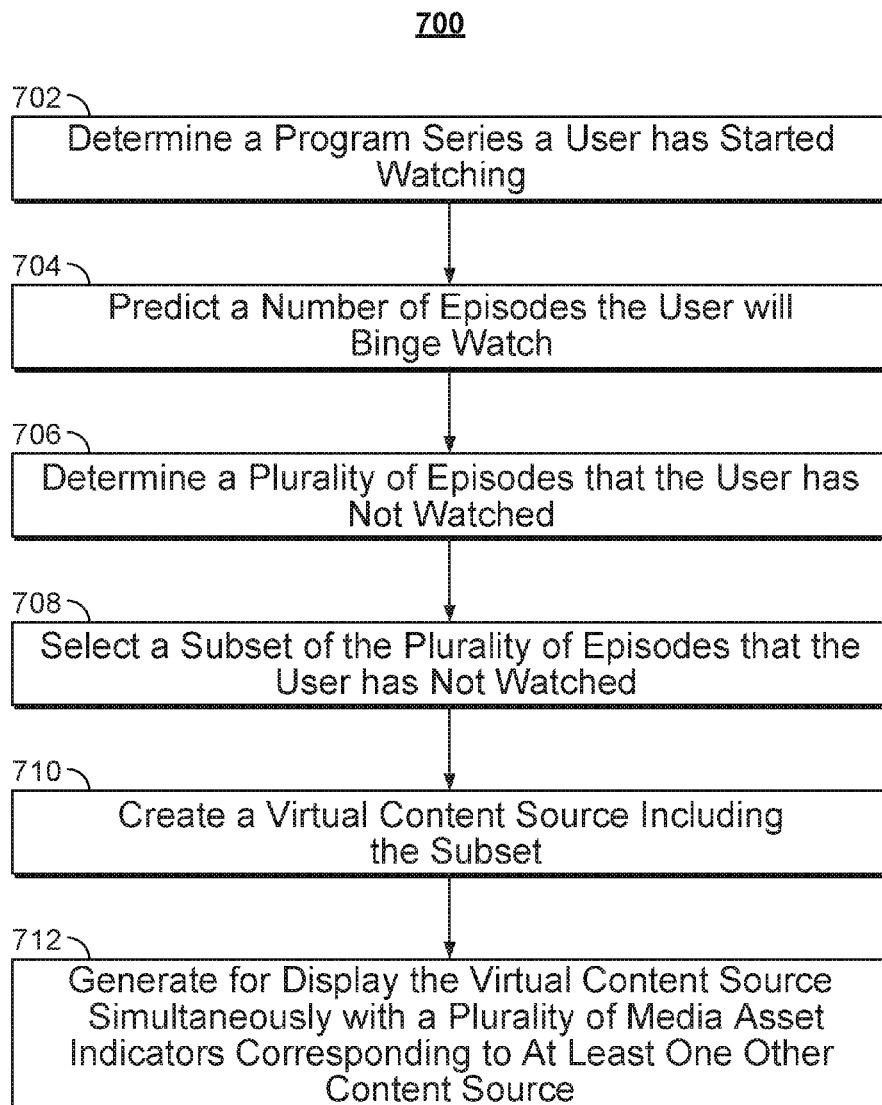 700
702
Determine a Program Series a User has Started
Watching
704
Predict a Number of Episodes the User will
Binge Watch
706
Determine a Plurality of Episodes that the User has
Not Watched
708
Select a Subset of the Plurality of Episodes that the
User has Not Watched
710
Create a Virtual Content Source Including
the Subset
712
Generate for Display the Virtual Content Source
Simultaneously with a Plurality of Media Asset
Indicators Corresponding to At Least One Other
Content Source